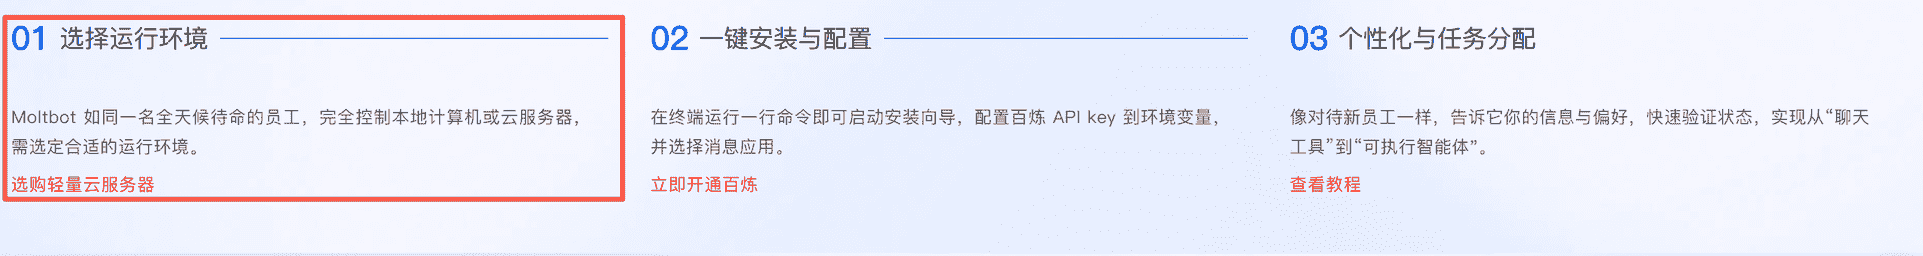 01 选择运行环境
Moltbot 如同一名全天候待命的员工，完全控制本地计算机或云服务器，
需选定合适的运行环境。
选购轻量云服务器
02 一键安装与配置
在终端运行一行命令即可启动安装向导，配置百炼 API key 到环境变量，
并选择消息应用。
立即开通百炼
03 个性化与任务分配
像对待新员工一样，告诉它你的信息与偏好，快速验证状态，实现从“聊天
工具”到“可执行智能体”。
查看教程